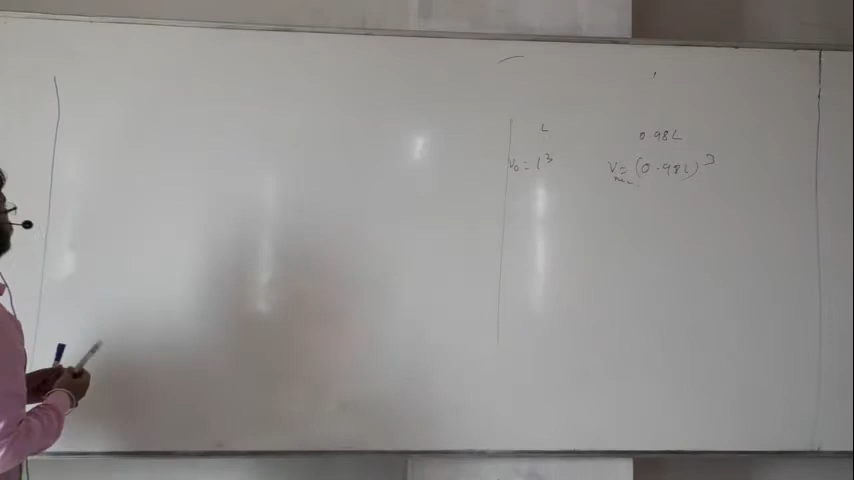 L 0.98L
V₀ = L³ V = (0.98L)³